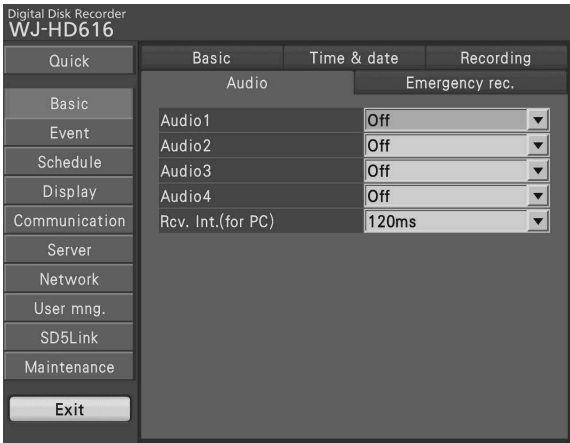 Digital Disk Recorder
WJ-HD616
Quick
Basic
Event
Schedule
Display
Communication
Server
Network
User mng.
SD5Link
Maintenance
Exit
Basic Time & date Recording
Audio Emergency rec.
Audio1 Off
Audio2 Off
Audio3 Off
Audio4 Off
Rcv. Int.(for PC) 120ms